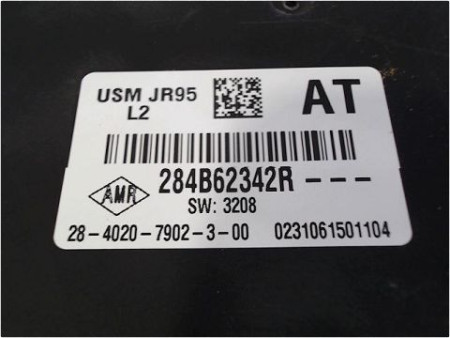 USM JR95 AT
L2
AMR 284B62342R---
SW: 3208
28-4020-7902-3-00 0231061501104